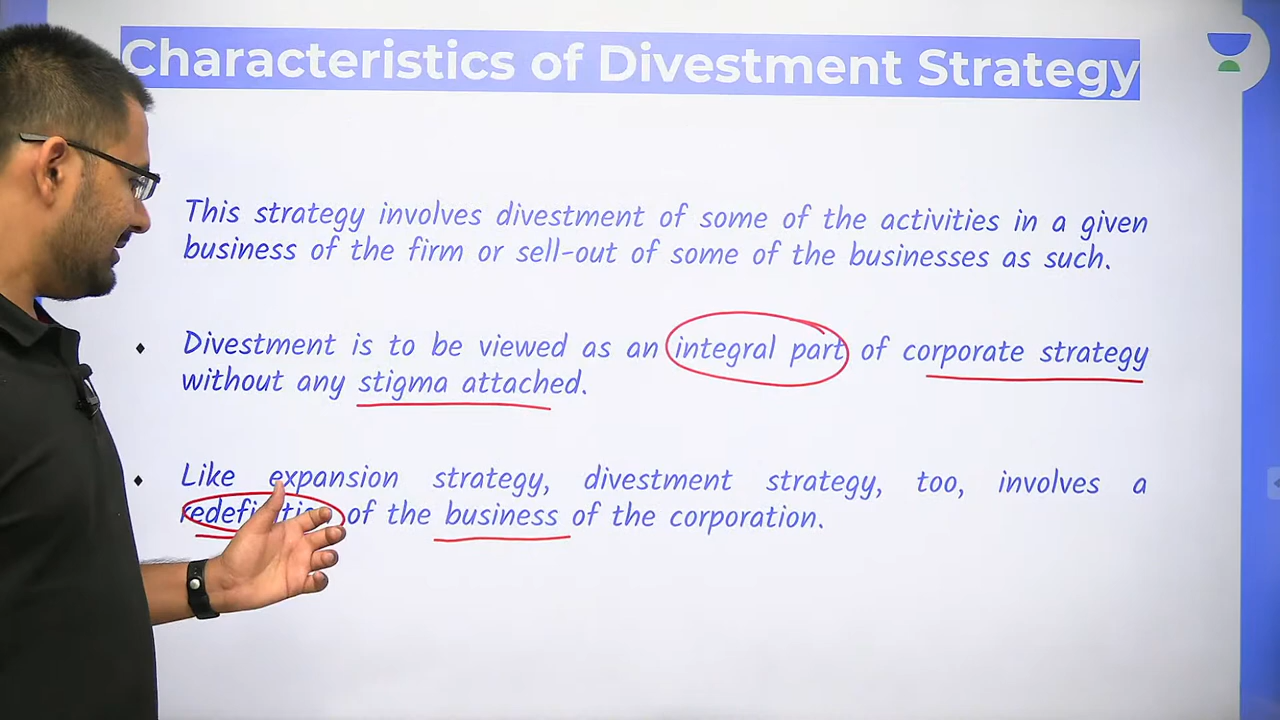 Characteristics of Divestment Strategy
This strategy involves divestment of some of the activities in a given
business of the firm or sell-out of some of the businesses as such.
Divestment is to be viewed as an integral part of corporate strategy
without any stigma attached.
Like expansion strategy, divestment strategy, too, involves a
redefinition of the business of the corporation.